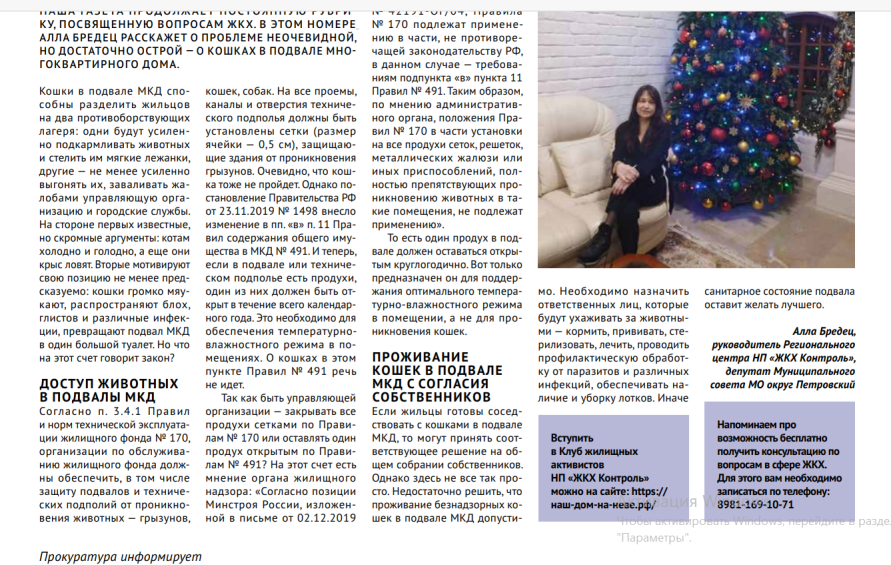 НАША ГАЗЕТА ПРОДОЛЖАЕТ ПОСТОЯННУЮ РУБРИ-
КУ, ПОСВЯЩЕННУЮ ВОПРОСАМ ЖКХ. В ЭТОМ НОМЕРЕ
АЛЛА БРЕДЕЦ РАССКАЖЕТ О ПРОБЛЕМЕ НЕОЧЕВИДНОЙ,
НО ДОСТАТОЧНО ОСТРОЙ — О КОШКАХ В ПОДВАЛЕ МНО-
ГОКВАРТИРНОГО ДОМА.
Кошки в подвале МКД спо-
собны разделить жильцов
на два противоборствующих
лагеря: одни будут усилен-
но подкармливать животных
и стелить им мягкие лежанки,
другие — не менее усиленно
выгонять их, заваливать жа-
лобами управляющую орга-
низацию и городские службы.
На стороне первых известные,
но скромные аргументы: котам
холодно и голодно, а еще они
крыс ловят. Вторые мотивируют
свою позицию не менее пред-
сказуемо: кошки громко мяу-
кают, распространяют блох,
глистов и различные инфек-
ции, превращают подвал МКД
в один большой туалет. Но что
на этот счет говорит закон?
ДОСТУП ЖИВОТНЫХ
В ПОДВАЛЫ МКД
Согласно п. 3.4.1 Правил
и норм технической эксплуата-
ции жилищного фонда № 170,
организации по обслужива-
нию жилищного фонда долж-
ны обеспечить, в том числе
защиту подвалов и техниче-
ских подполий от проникно-
вения животных — грызунов,
кошек, собак. На все проемы,
каналы и отверстия техниче-
ского подполья должны быть
установлены сетки (размер
ячейки — 0,5 см), защищаю-
щие здания от проникновения
грызунов. Очевидно, что кош-
ка тоже не пройдет. Однако по-
становление Правительства РФ
от 23.11.2019 № 1498 внесло
изменение в пп. «в» п. 11 Пра-
вил содержания общего иму-
щества в МКД № 491. И теперь,
если в подвале или техниче-
ском подполье есть продухи,
один из них должен быть от-
крыт в течение всего календар-
ного года. Это необходимо для
обеспечения температурно-
влажностного режима в по-
мещениях. О кошках в этом
пункте Правил № 491 речь
не идет.
Так как быть управляющей
организации — закрывать все
продухи сетками по Прави-
лам № 170 или оставлять один
продух открытым по Прави-
лам № 491? На этот счет есть
мнение органа жилищного
надзора: «Согласно позиции
Минстроя России, изложен-
ной в письме от 02.12.2019
№ 170 подлежат примене-
нию в части, не противоре-
чащей законодательству РФ,
в данном случае — требова-
ниям подпункта «в» пункта 11
Правил № 491. Таким образом,
по мнению административ-
ного органа, положения Пра-
вил № 170 в части установки
на все продухи сеток, решеток,
металлических жалюзи или
иных приспособлений, пол-
ностью препятствующих про-
никновению животных в та-
кие помещения, не подлежат
применению».
То есть один продух в под-
вале должен оставаться откры-
тым круглогодично. Вот только
предназначен он для поддер-
жания оптимального темпера-
турно-влажностного режима
в помещении, а не для про-
никновения кошек.
ПРОЖИВАНИЕ
КОШЕК В ПОДВАЛЕ
МКД С СОГЛАСИЯ
СОБСТВЕННИКОВ
Если жильцы готовы сосед-
ствовать с кошками в подвале
МКД, то могут принять соот-
ветствующее решение на об-
щем собрании собственников.
Однако здесь не все так про-
сто. Недостаточно решить, что
проживание безнадзорных ко-
шек в подвале МКД допусти-
мо. Необходимо назначить
ответственных лиц, которые
будут ухаживать за животны-
ми — кормить, прививать, сте-
рилизовать, лечить, проводить
профилактическую обработ-
ку от паразитов и различных
инфекций, обеспечивать на-
личие и уборку лотков. Иначе
санитарное состояние подвала
оставит желать лучшего.
Алла Бредец,
руководитель Регионального
центра НП «ЖКХ Контроль»,
депутат Муниципального
совета МО округ Петровский
Вступить
в Клуб жилищных
активистов
НП «ЖКХ Контроль»
можно на сайте: https://
наш-дом-на-неве.рф/
Напоминаем про
возможность бесплатно
получить консультацию по
вопросам в сфере ЖКХ.
Для этого вам необходимо
записаться по телефону:
8981-169-10-71
Чтобы активировать Windows, перейдите в разде
"Параметры".
Прокуратура информирует